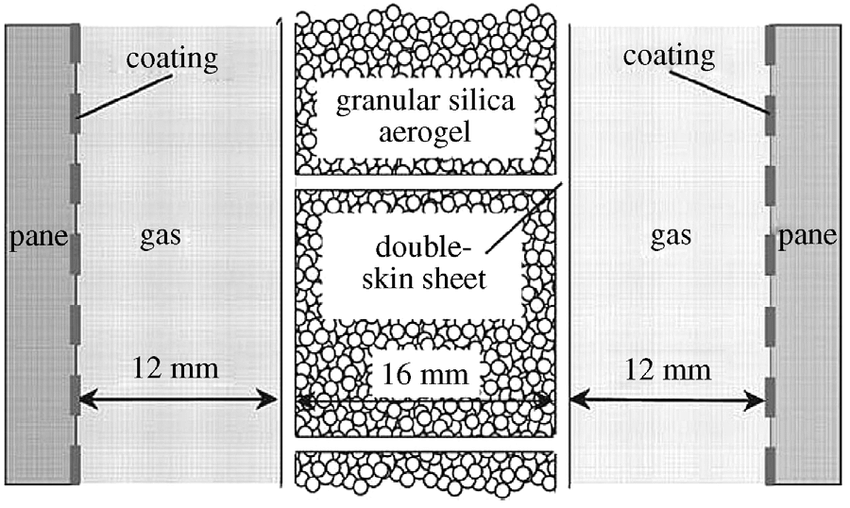 coating
coating
granular silica
aerogel
pane
gas
double-
skin sheet
gas
pane
12 mm
16 mm
12 mm